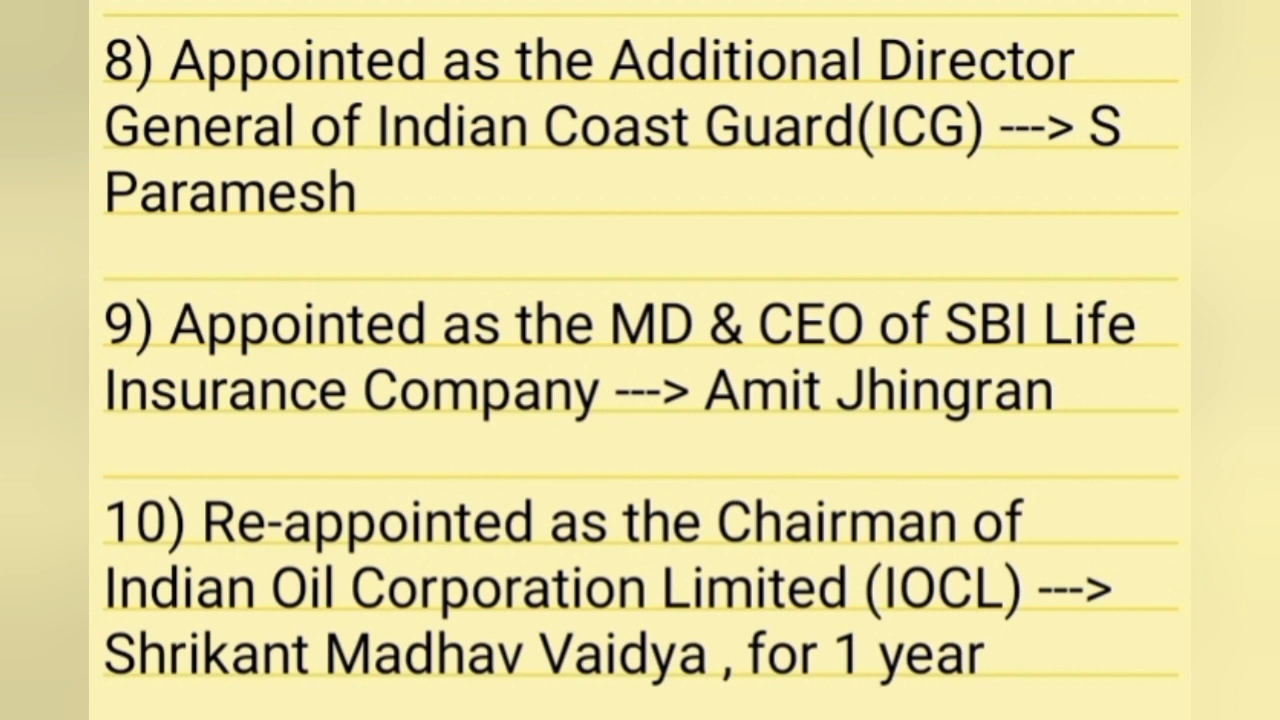 8) Appointed as the Additional Director
General of Indian Coast Guard(ICG) ---> S
Paramesh
9) Appointed as the MD & CEO of SBI Life
Insurance Company ---> Amit Jhingran
10) Re-appointed as the Chairman of
Indian Oil Corporation Limited (IOCL) --->
Shrikant Madhav Vaidya , for 1 year